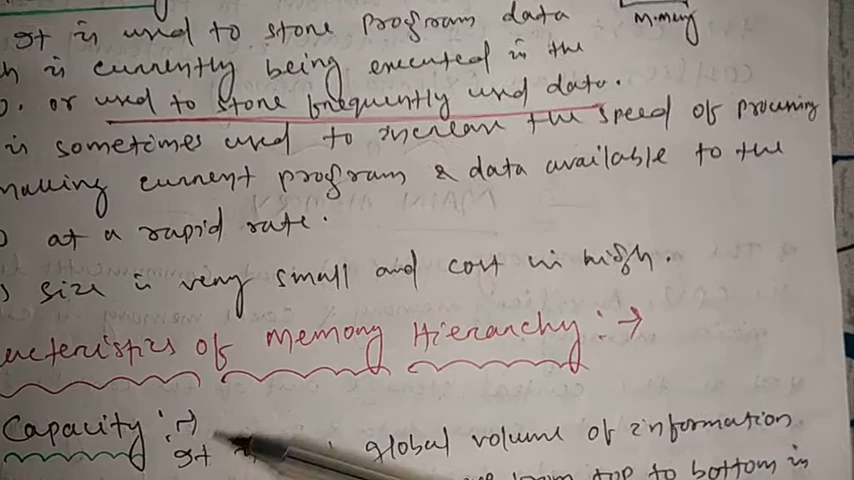 It is used to store program data
M.memory
is currently being executed in the
or used to store frequently used data.
is sometimes used to increase the speed of processing
making current program & data available to the
at a rapid rate.
size is very small and cost is high.
acteristics of Memory Hierarchy :→
Capacity :→
It global volume of information
from top to bottom in